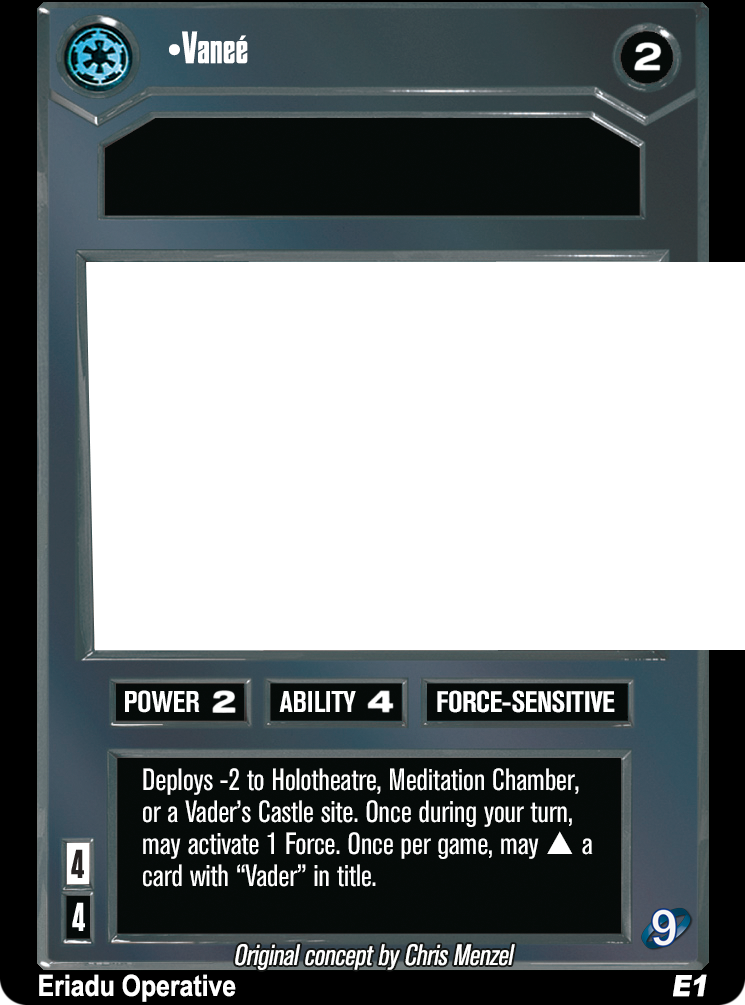 •Vaneé
2
POWER 2
ABILITY 4
FORCE-SENSITIVE
Deploys -2 to Holotheatre, Meditation Chamber,
or a Vader's Castle site. Once during your turn,
may activate 1 Force. Once per game, may ▲ a
card with “Vader” in title.
4
4
9
Original concept by Chris Menzel
Eriadu Operative
E1